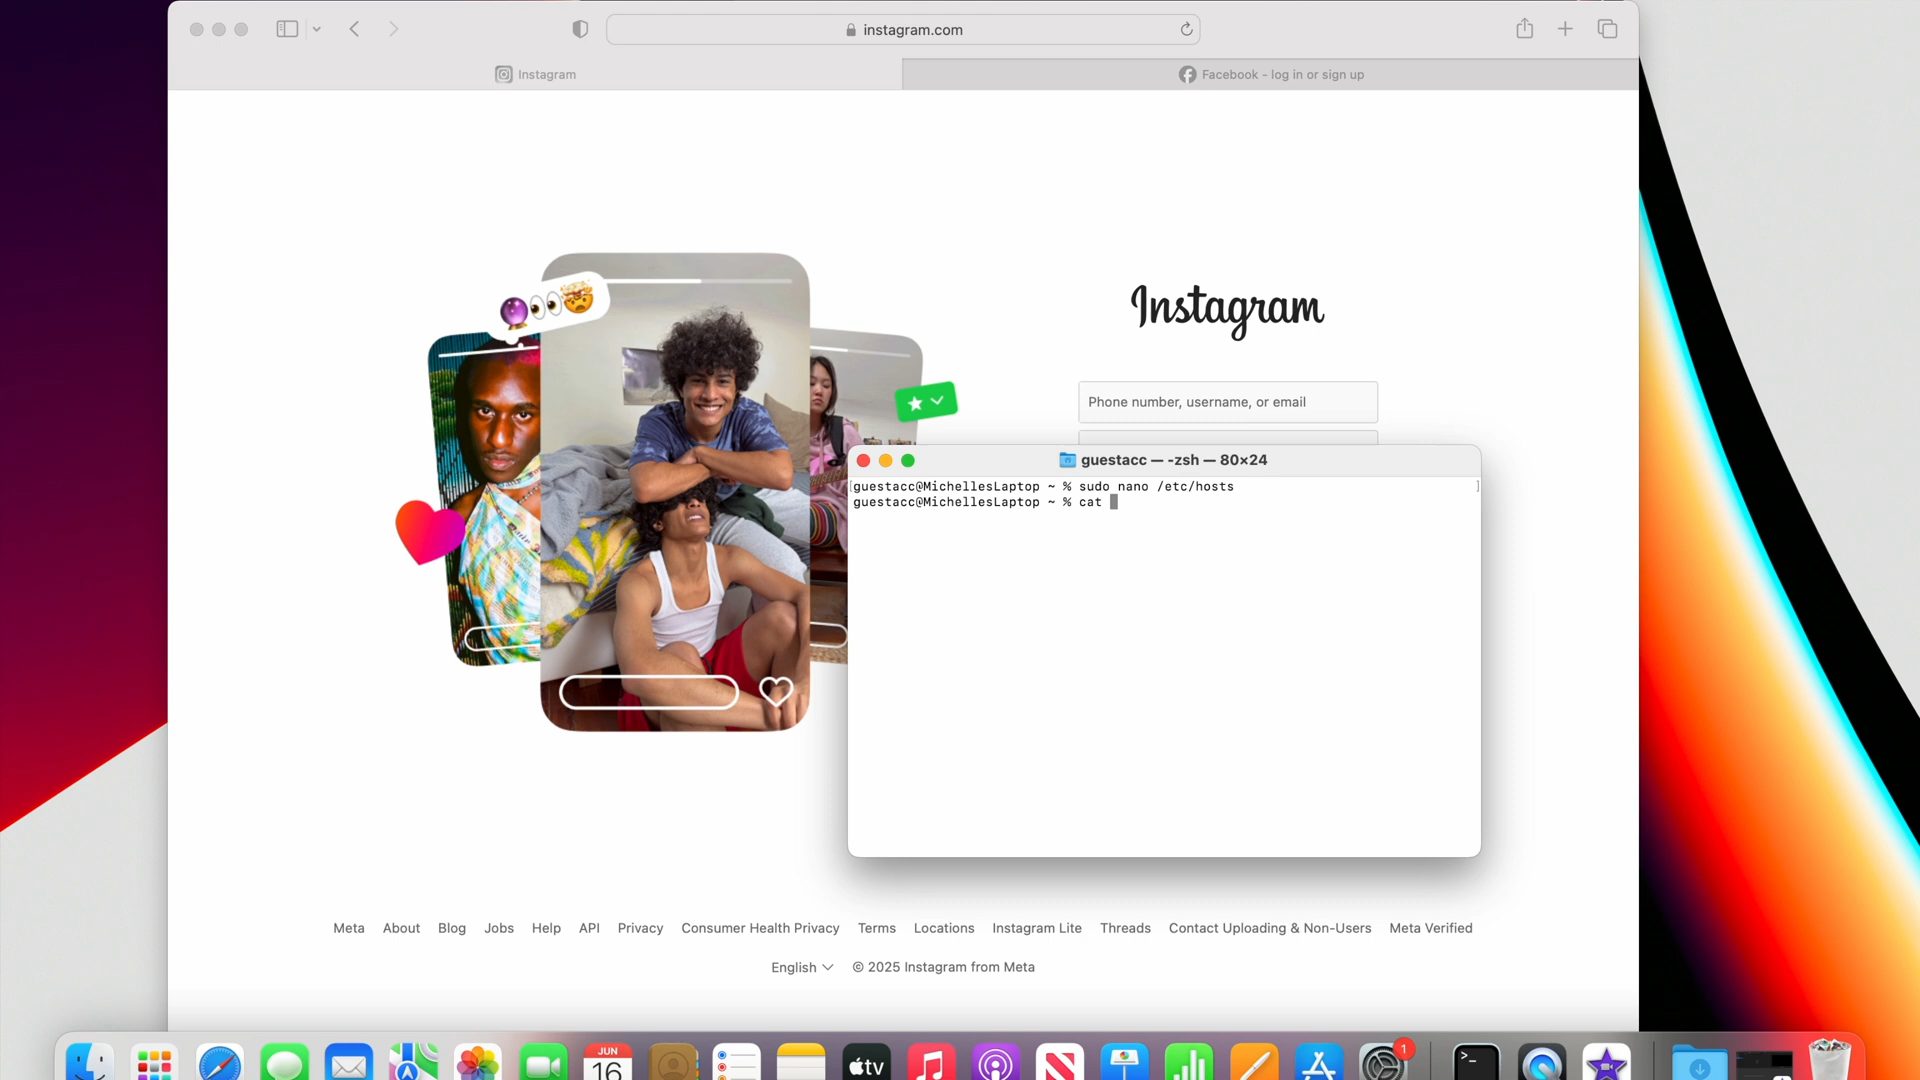 instagram.com
Instagram
Facebook - log in or sign up
Instagram
Phone number, username, or email
guestacc — -zsh — 80×24
guestacc@MichellesLaptop ~ % sudo nano /etc/hosts
guestacc@MichellesLaptop ~ % cat
Meta About Blog Jobs Help API Privacy Consumer Health Privacy Terms Locations Instagram Lite Threads Contact Uploading & Non-Users Meta Verified
English © 2025 Instagram from Meta
JUN
16
tv
1
>_